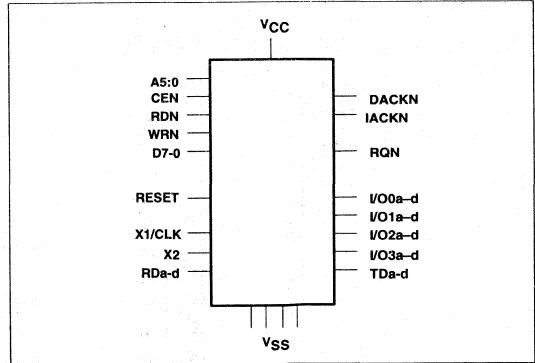 VCC
A5:0
CEN
RDN
WRN
D7-0
RESET
X1/CLK
X2
RDa-d
DACKN
IACKN
RQN
I/O0a–d
I/O1a–d
I/O2a–d
I/O3a–d
TDa-d
VSS